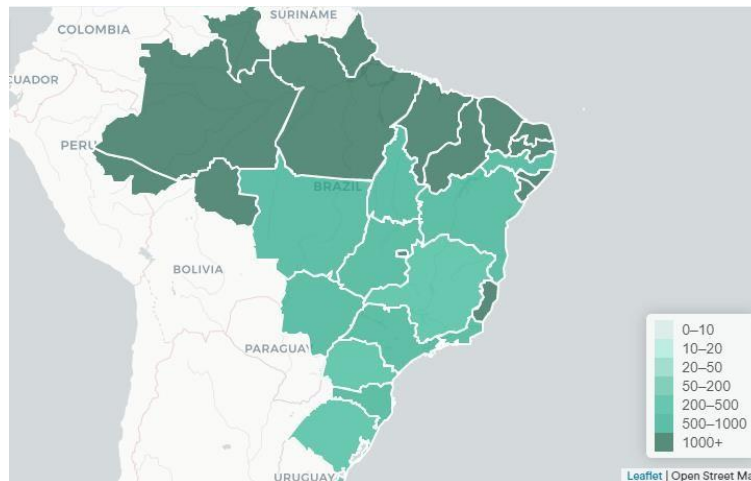 SURINAME
COLOMBIA
CUADOR
PERU
BRAZIL
BOLIVIA
PARAGUAY
URUGUAY
0–10
10–20
20–50
50–200
200–500
500–1000
1000+
Leaflet | Open Street Ma